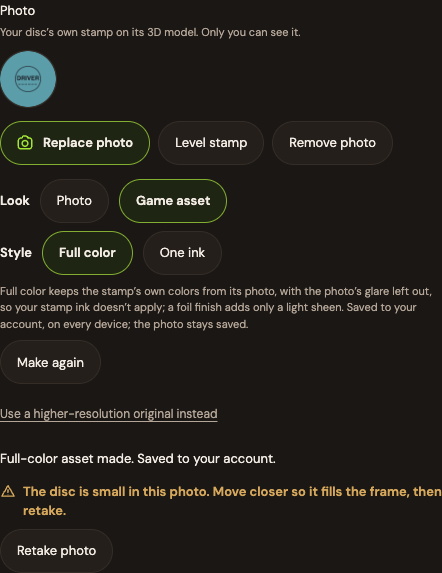 Photo
Your disc’s own stamp on its 3D model. Only you can see it.
DRIVER
Replace photo
Level stamp
Remove photo
Look
Photo
Game asset
Style
Full color
One ink
Full color keeps the stamp’s own colors from its photo, with the photo’s glare left out,
so your stamp ink doesn’t apply; a foil finish adds only a light sheen. Saved to your
account, on every device; the photo stays saved.
Make again
Use a higher-resolution original instead
Full-color asset made. Saved to your account.
The disc is small in this photo. Move closer so it fills the frame, then
retake.
Retake photo